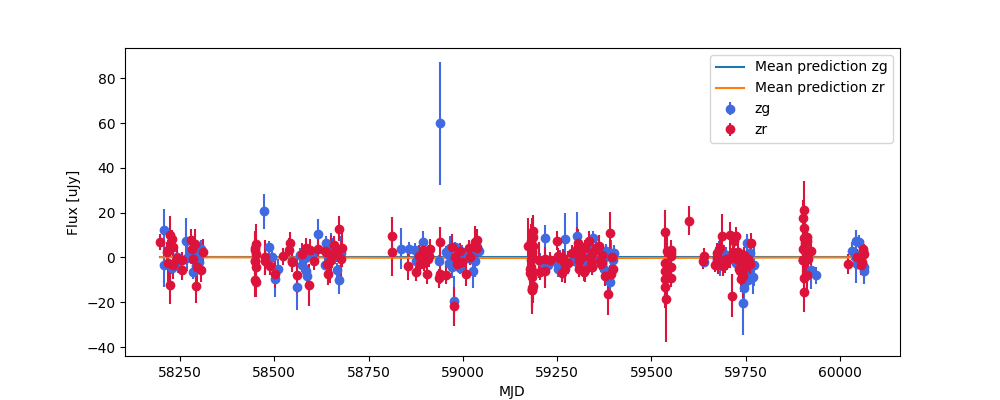 Mean prediction zg
Mean prediction zr
zg
zr
80
60
40
20
0
−20
−40
Flux [uJy]
58250
58500
58750
59000
59250
59500
59750
60000
MJD